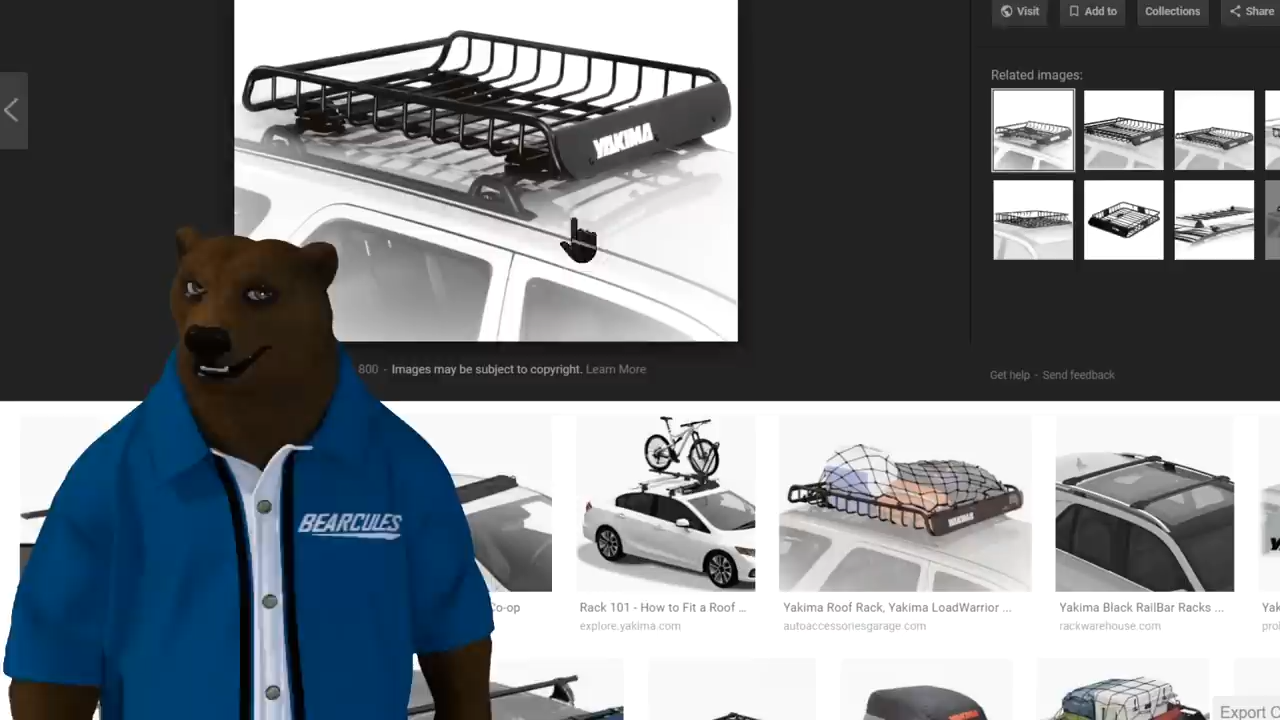 Visit
Add to
Collections
Share
Related images:
YAKIMA
800 - Images may be subject to copyright. Learn More
Get help - Send feedback
BEARCULES
YAKIMA
Co-op
Rack 101 - How to Fit a Roof ...
explore.yakima.com
Yakima Roof Rack, Yakima LoadWarrior ...
autoaccessoriesgarage.com
Yakima Black RailBar Racks ...
rackwarehouse.com
YAKIMA
Export C